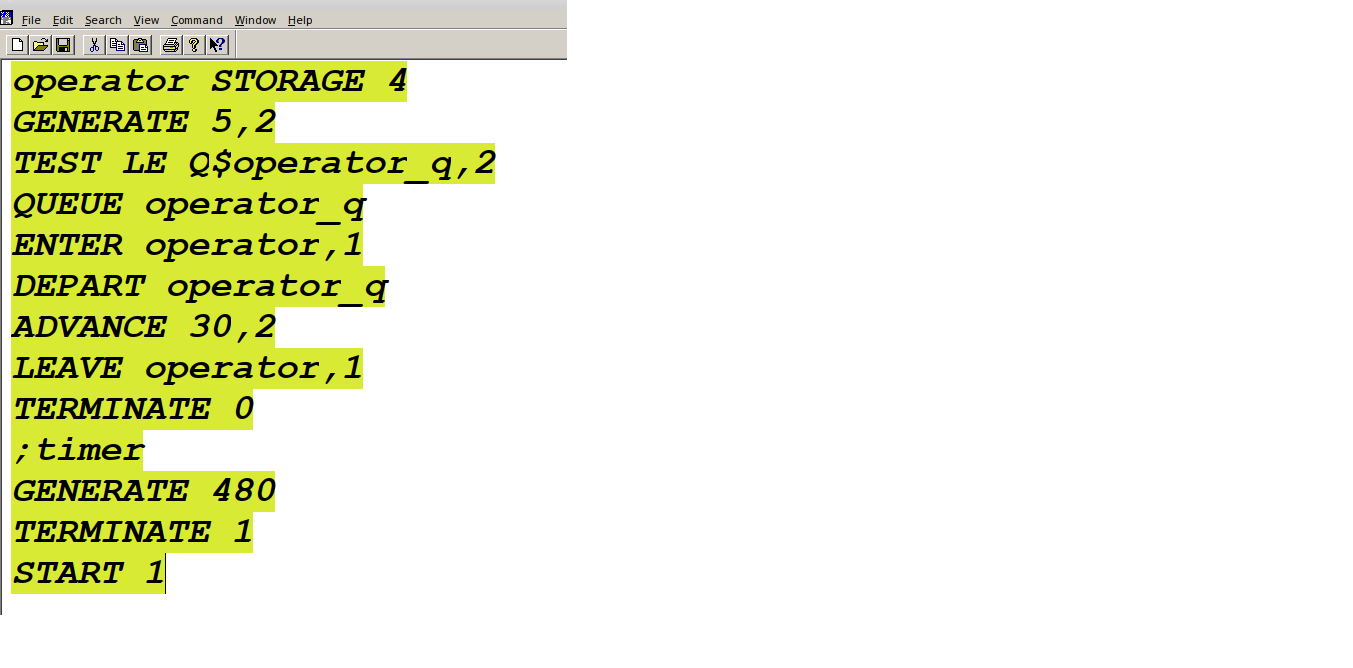 File Edit Search View Command Window Help
operator STORAGE 4
GENERATE 5,2
TEST LE Q$operator_q,2
QUEUE operator_q
ENTER operator,1
DEPART operator_q
ADVANCE 30,2
LEAVE operator,1
TERMINATE 0
;timer
GENERATE 480
TERMINATE 1
START 1